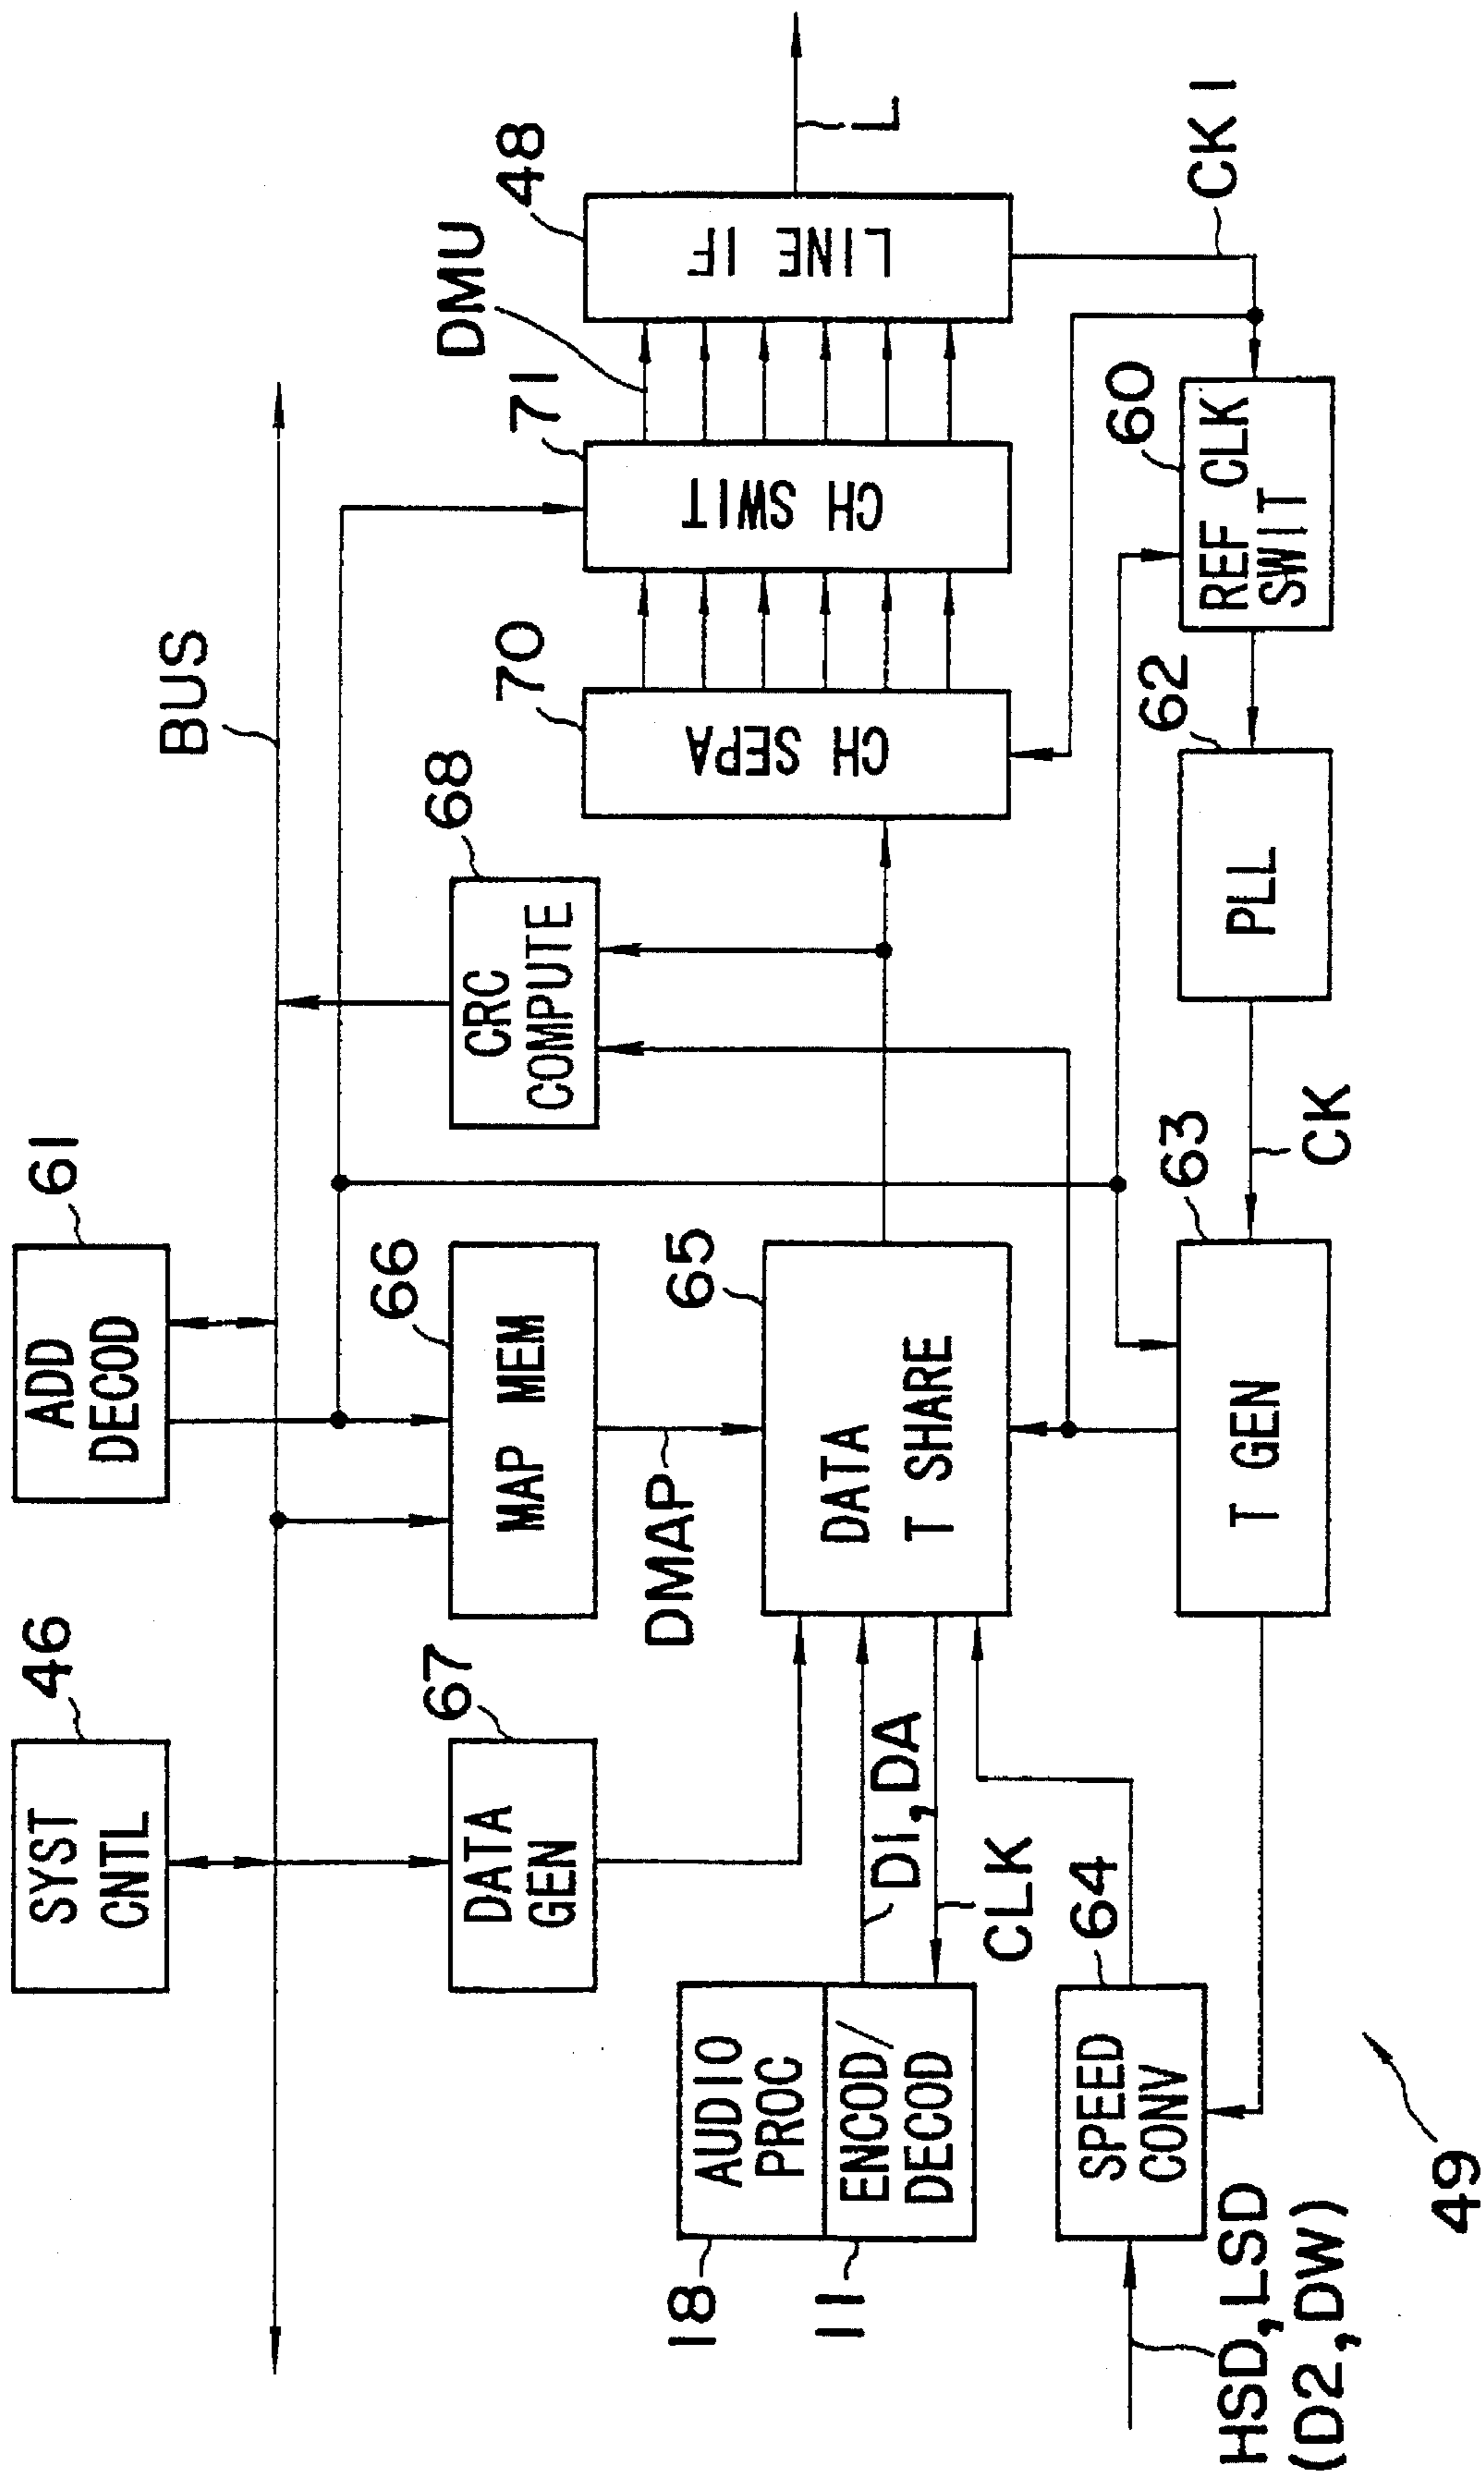 46
SYST
CNTL
61
ADD
DECOD
BUS
67
DATA
GEN
66
MAP MEM
68
CRC
COMPUTE
DMAP
DMU
18
AUDIO
PROC
11
ENCOD/
DECOD
DI, DA
CLK
65
DATA
T SHARE
70
CH SEPA
71
CH SWIT
48
LINE IF
L
64
SPEED
CONV
HSD, LSD
(D2, DW)
63
T GEN
CK
62
PLL
60
REF CLK
SWIT
CK1
49